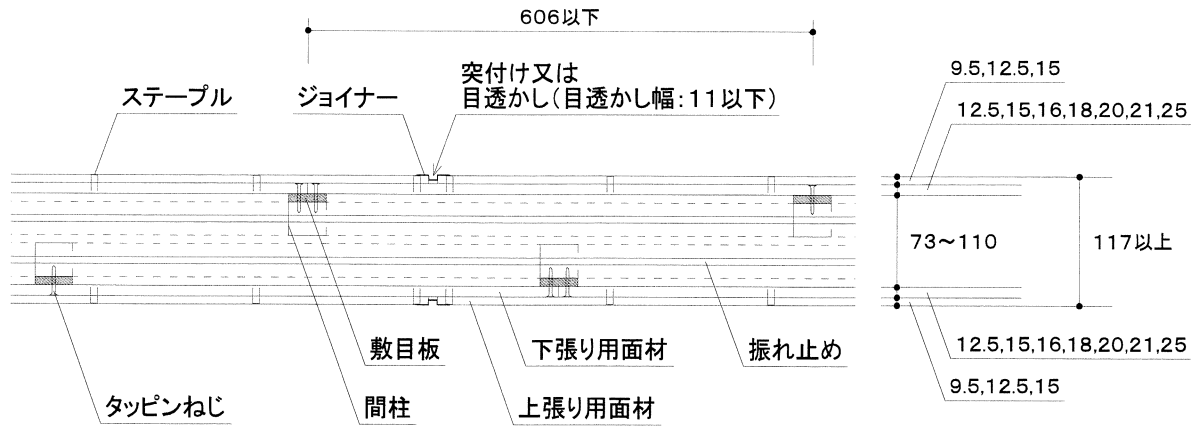 606以下
突付け又は
目透かし(目透かし幅:11以下)
ステープル
ジョイナー
9.5,12.5,15
12.5,15,16,18,20,21,25
73~110
117以上
敷目板
下張り用面材
振れ止め
12.5,15,16,18,20,21,25
9.5,12.5,15
タッピンねじ
間柱
上張り用面材